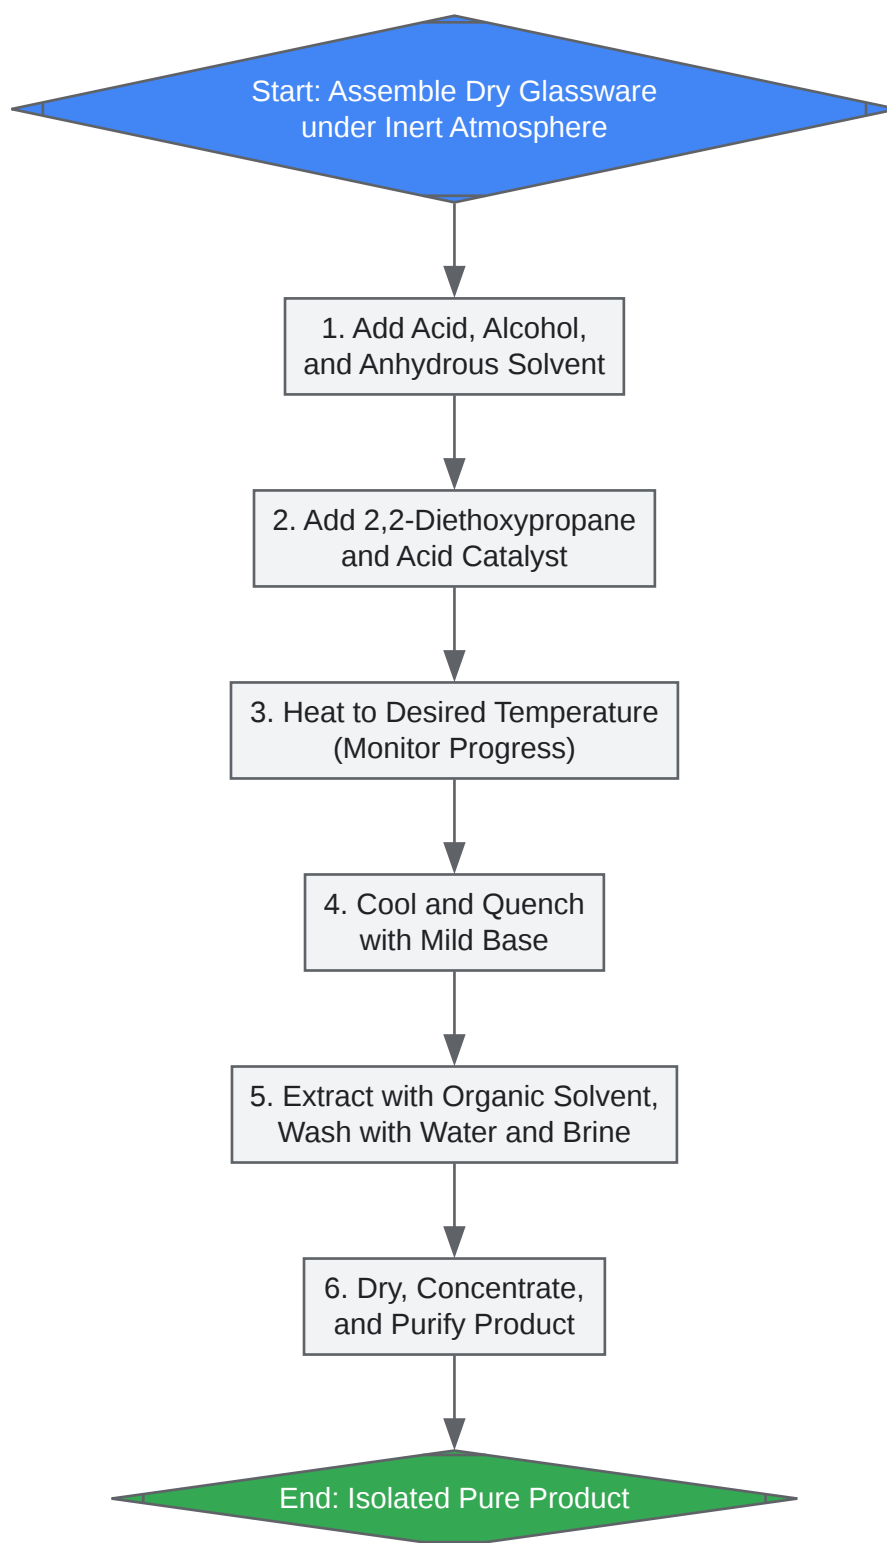 Start: Assemble Dry Glassware
under Inert Atmosphere
1. Add Acid, Alcohol,
and Anhydrous Solvent
2. Add 2,2-Diethoxypropane
and Acid Catalyst
3. Heat to Desired Temperature
(Monitor Progress)
4. Cool and Quench
with Mild Base
5. Extract with Organic Solvent,
Wash with Water and Brine
6. Dry, Concentrate,
and Purify Product
End: Isolated Pure Product